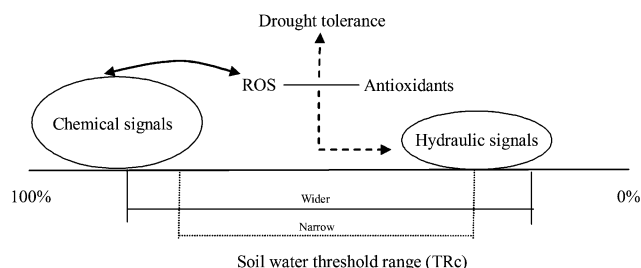 Drought tolerance
ROS
Antioxidants
Chemical signals
Hydraulic signals
100%
Wider
0%
Narrow
Soil water threshold range (TRc)